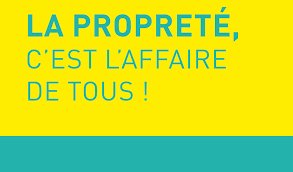 LA PROPRETÉ,
C’EST L’AFFAIRE
DE TOUS !